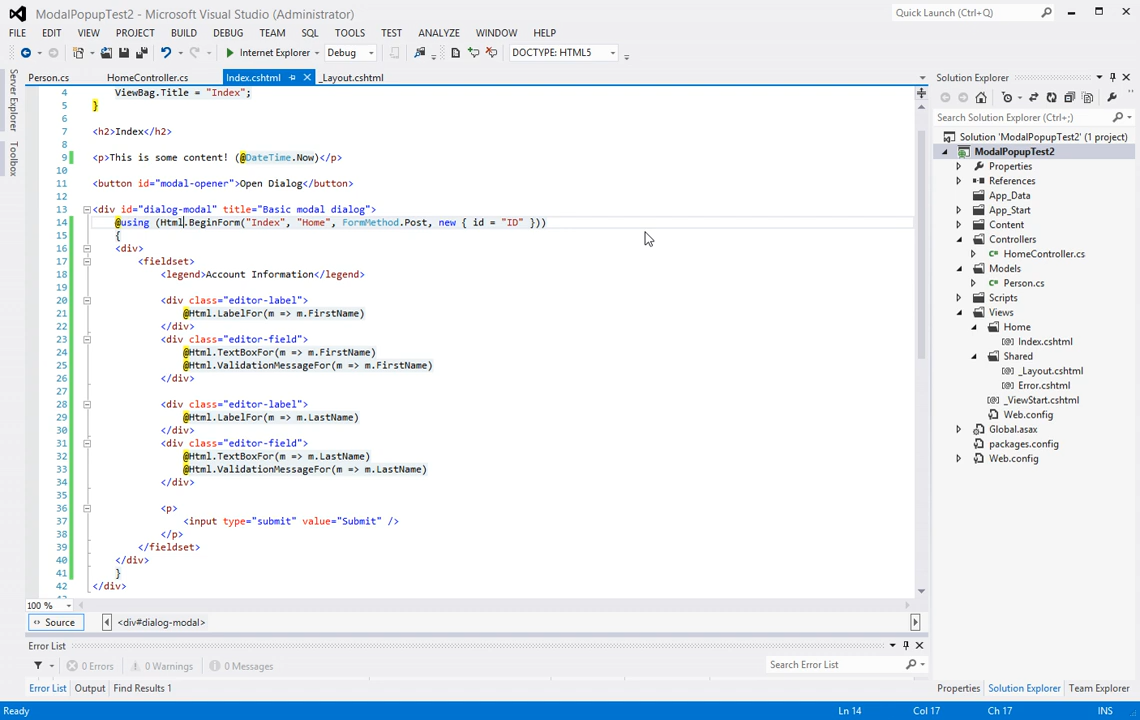 ModalPopupTest2 - Microsoft Visual Studio (Administrator)
Quick Launch (Ctrl+Q)
FILE EDIT VIEW PROJECT BUILD DEBUG TEAM SQL TOOLS TEST ANALYZE WINDOW HELP
Internet Explorer Debug DOCTYPE: HTML5
Server Explorer
Toolbox
Person.cs HomeController.cs Index.cshtml _Layout.cshtml
4 ViewBag.Title = "Index";
5 }
6
7 <h2>Index</h2>
8
9 <p>This is some content! (@DateTime.Now)</p>
10
11 <button id="modal-opener">Open Dialog</button>
12
13 <div id="dialog-modal" title="Basic modal dialog">
14 @using (Html.BeginForm("Index", "Home", FormMethod.Post, new { id = "ID" }))
15 {
16 <div>
17 <fieldset>
18 <legend>Account Information</legend>
19
20 <div class="editor-label">
21 @Html.LabelFor(m => m.FirstName)
22 </div>
23 <div class="editor-field">
24 @Html.TextBoxFor(m => m.FirstName)
25 @Html.ValidationMessageFor(m => m.FirstName)
26 </div>
27
28 <div class="editor-label">
29 @Html.LabelFor(m => m.LastName)
30 </div>
31 <div class="editor-field">
32 @Html.TextBoxFor(m => m.LastName)
33 @Html.ValidationMessageFor(m => m.LastName)
34 </div>
35
36 <p>
37 <input type="submit" value="Submit" />
38 </p>
39 </fieldset>
40 </div>
41 }
42 </div>
100 %
Source <div#dialog-modal>
Error List
0 Errors 0 Warnings 0 Messages
Search Error List
Error List Output Find Results 1
Solution Explorer
Search Solution Explorer (Ctrl+;)
Solution 'ModalPopupTest2' (1 project)
ModalPopupTest2
Properties
References
App_Data
App_Start
Content
Controllers
HomeController.cs
Models
Person.cs
Scripts
Views
Home
Index.cshtml
Shared
_Layout.cshtml
Error.cshtml
_ViewStart.cshtml
Web.config
Global.asax
packages.config
Web.config
Properties Solution Explorer Team Explorer
Ready Ln 14 Col 17 Ch 17 INS